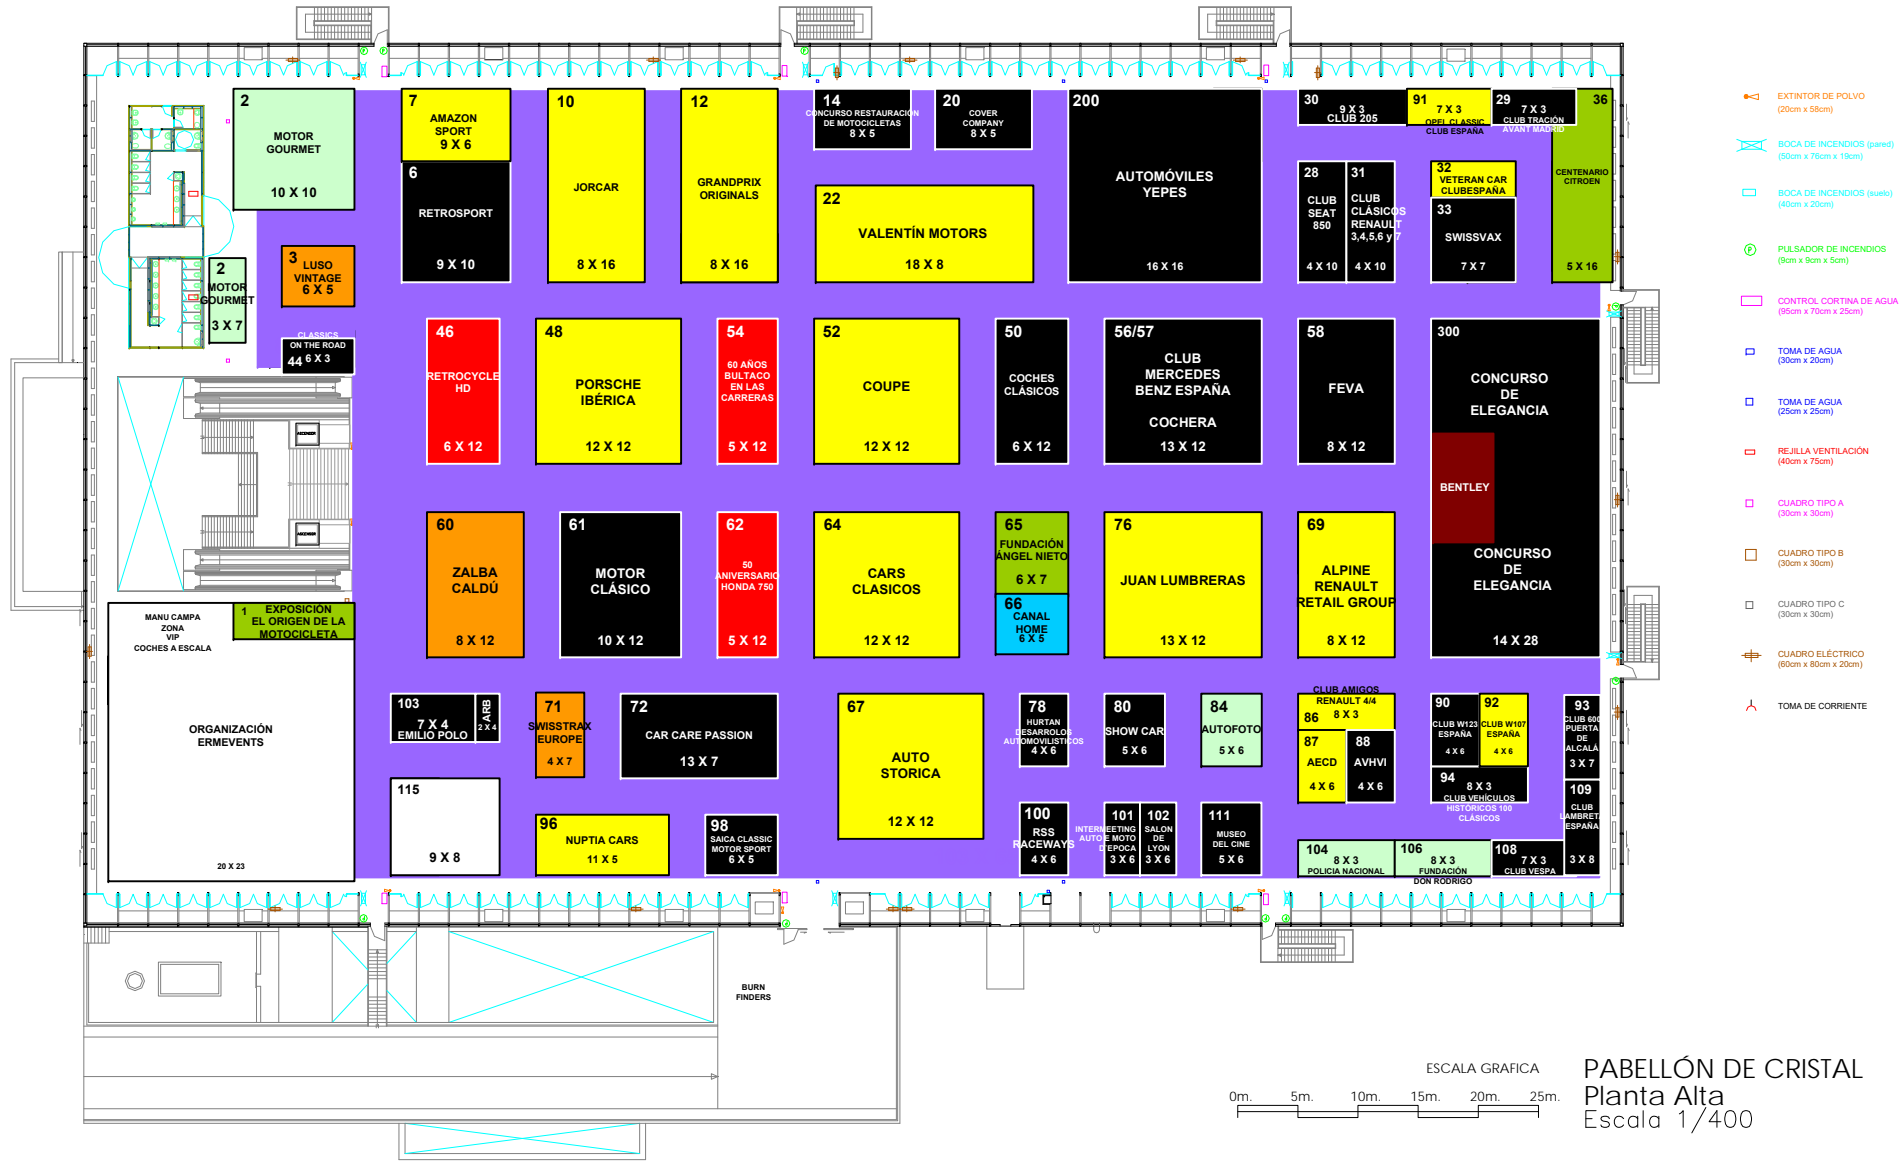 2
MOTOR
GOURMET
10 X 10
7
AMAZON
SPORT
9 X 6
6
RETROSPORT
9 X 10
10
JORCAR
8 X 16
12
GRANDPRIX
ORIGINALS
8 X 16
14
CONCURSO RESTAURACIÓN
DE MOTOCICLETAS
8 X 5
20
COVER
COMPANY
8 X 5
22
VALENTÍN MOTORS
18 X 8
200
AUTOMÓVILES
YEPES
16 X 16
30
9 X 3
CLUB 205
91
7 X 3
OPEL CLASSIC
CLUB ESPAÑA
29
7 X 3
CLUB TRACIÓN
AVANT MADRID
36
CENTENARIO
CITROEN
5 X 16
28
CLUB
SEAT
850
4 X 10
31
CLUB
CLÁSICOS
RENAULT
3,4,5,6 y 7
4 X 10
32
VETERAN CAR
CLUBESPAÑA
33
SWISSVAX
7 X 7
3
LUSO
VINTAGE
6 X 5
2
MOTOR
GOURMET
3 X 7
CLASSICS
ON THE ROAD
44 6 X 3
46
RETROCYCLE
HD
6 X 12
48
PORSCHE
IBÉRICA
12 X 12
54
60 AÑOS
BULTACO
EN LAS
CARRERAS
5 X 12
52
COUPE
12 X 12
50
COCHES
CLÁSICOS
6 X 12
56/57
CLUB
MERCEDES
BENZ ESPAÑA
COCHERA
13 X 12
58
FEVA
8 X 12
300
CONCURSO
DE
ELEGANCIA
BENTLEY
CONCURSO
DE
ELEGANCIA
14 X 28
ASCENSOR
ASCENSOR
60
ZALBA
CALDÚ
8 X 12
61
MOTOR
CLÁSICO
10 X 12
62
50
ANIVERSARIO
HONDA 750
5 X 12
64
CARS
CLASICOS
12 X 12
65
FUNDACIÓN
ÁNGEL NIETO
6 X 7
66
CANAL
HOME
6 X 5
76
JUAN LUMBRERAS
13 X 12
69
ALPINE
RENAULT
RETAIL GROUP
8 X 12
MANU CAMPA
ZONA
VIP
COCHES A ESCALA
1
EXPOSICIÓN
EL ORIGEN DE LA
MOTOCICLETA
ORGANIZACIÓN
ERMEVENTS
20 X 23
103
7 X 4
EMILIO POLO
ARB
2 X 4
71
SWISSTRAX
EUROPE
4 X 7
72
CAR CARE PASSION
13 X 7
67
AUTO
STORICA
12 X 12
78
HURTAN
DESARROLOS
AUTOMOVILISTICOS
4 X 6
80
SHOW CAR
5 X 6
84
AUTOFOTO
5 X 6
CLUB AMIGOS
RENAULT 4/4
86
8 X 3
87
AECD
4 X 6
88
AVHVI
4 X 6
90
CLUB W123
ESPAÑA
4 X 6
92
CLUB W107
ESPAÑA
4 X 6
93
CLUB 600
PUERTA
DE
ALCALÁ
3 X 7
94
8 X 3
CLUB VEHÍCULOS
HISTÓRICOS 100
CLÁSICOS
109
CLUB
LAMBRETA
ESPAÑA
3 X 8
115
9 X 8
96
NUPTIA CARS
11 X 5
98
SAICA CLASSIC
MOTOR SPORT
6 X 5
100
RSS
RACEWAYS
4 X 6
101
INTERMEETING
AUTO E MOTO
D'EPOCA
3 X 6
102
SALON
DE
LYON
3 X 6
111
MUSEO
DEL CINE
5 X 6
104
8 X 3
POLICIA NACIONAL
106
8 X 3
FUNDACIÓN
DON RODRIGO
108
7 X 3
CLUB VESPA
BURN
FINDERS
EXTINTOR DE POLVO
(20cm x 58cm)
BOCA DE INCENDIOS (pared)
(50cm x 76cm x 19cm)
BOCA DE INCENDIOS (suelo)
(40cm x 20cm)
PULSADOR DE INCENDIOS
(9cm x 9cm x 5cm)
CONTROL CORTINA DE AGUA
(95cm x 70cm x 25cm)
TOMA DE AGUA
(30cm x 20cm)
TOMA DE AGUA
(25cm x 25cm)
REJILLA VENTILACIÓN
(40cm x 75cm)
CUADRO TIPO A
(30cm x 30cm)
CUADRO TIPO B
(30cm x 30cm)
CUADRO TIPO C
(30cm x 30cm)
CUADRO ELÉCTRICO
(60cm x 80cm x 20cm)
TOMA DE CORRIENTE
ESCALA GRAFICA
0m. 5m. 10m. 15m. 20m. 25m.
PABELLÓN DE CRISTAL
Planta Alta
Escala 1/400